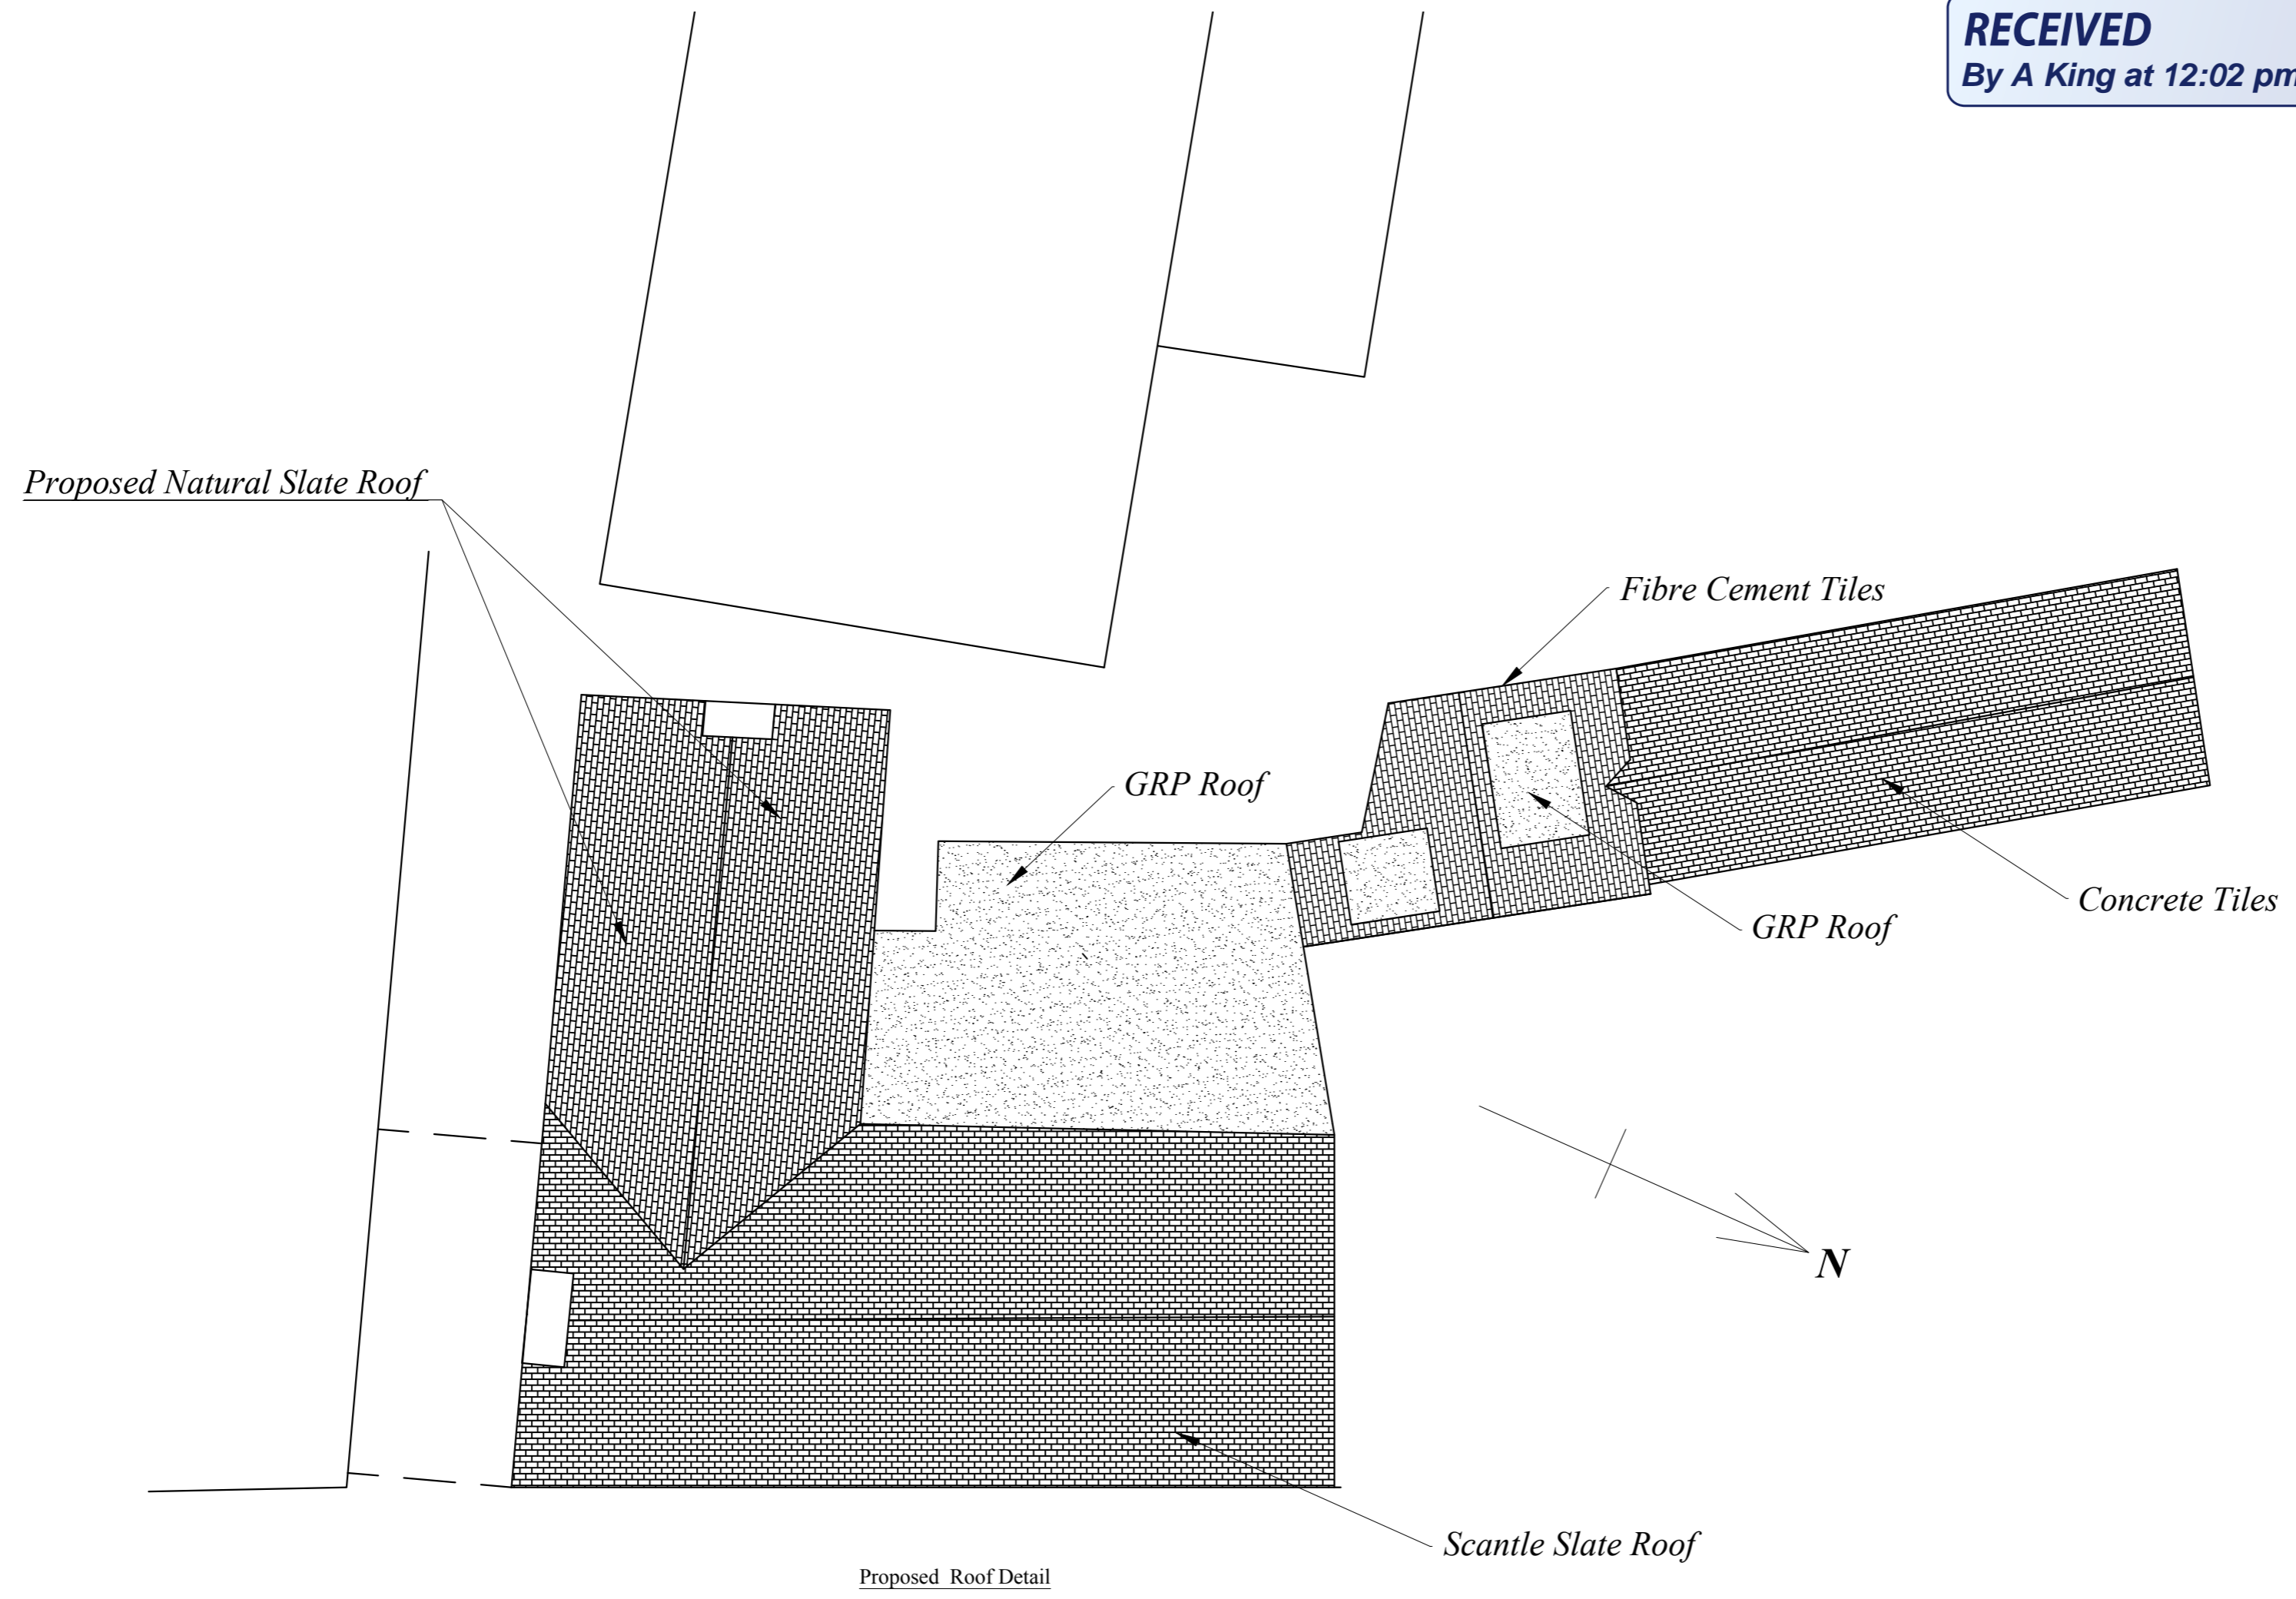 RECEIVED
By A King at 12:02 pm
Proposed Natural Slate Roof
Fibre Cement Tiles
GRP Roof
Concrete Tiles
GRP Roof
N
Scantle Slate Roof
Proposed Roof Detail